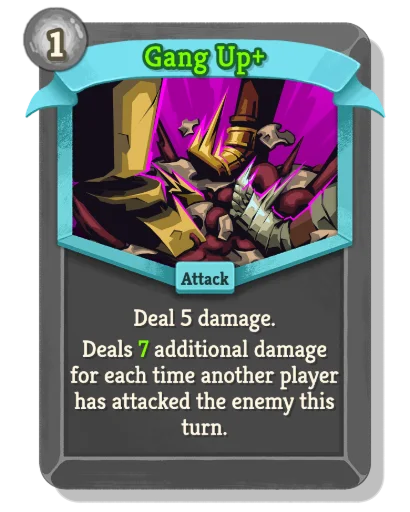 1
Gang Up+
Attack
Deal 5 damage.
Deals 7 additional damage
for each time another player
has attacked the enemy this
turn.